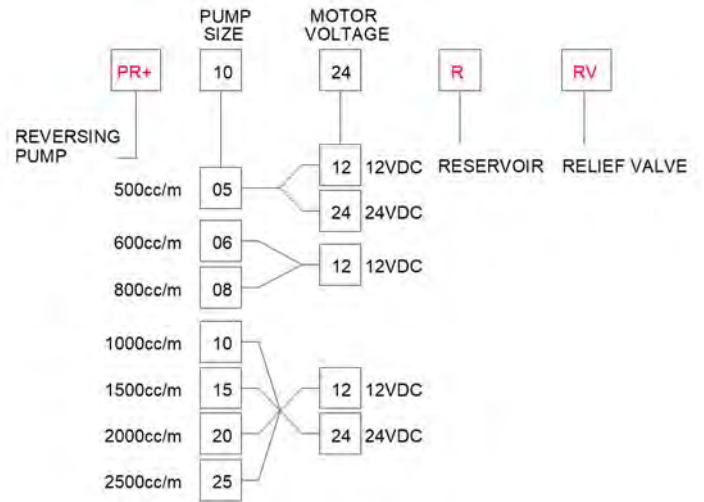 PUMP SIZE
MOTOR VOLTAGE
PR+ 10 24 R RV
REVERSING PUMP
RESERVOIR
RELIEF VALVE
500cc/m 05
12 12VDC
24 24VDC
600cc/m 06
800cc/m 08
12 12VDC
1000cc/m 10
1500cc/m 15
2000cc/m 20
2500cc/m 25
12 12VDC
24 24VDC